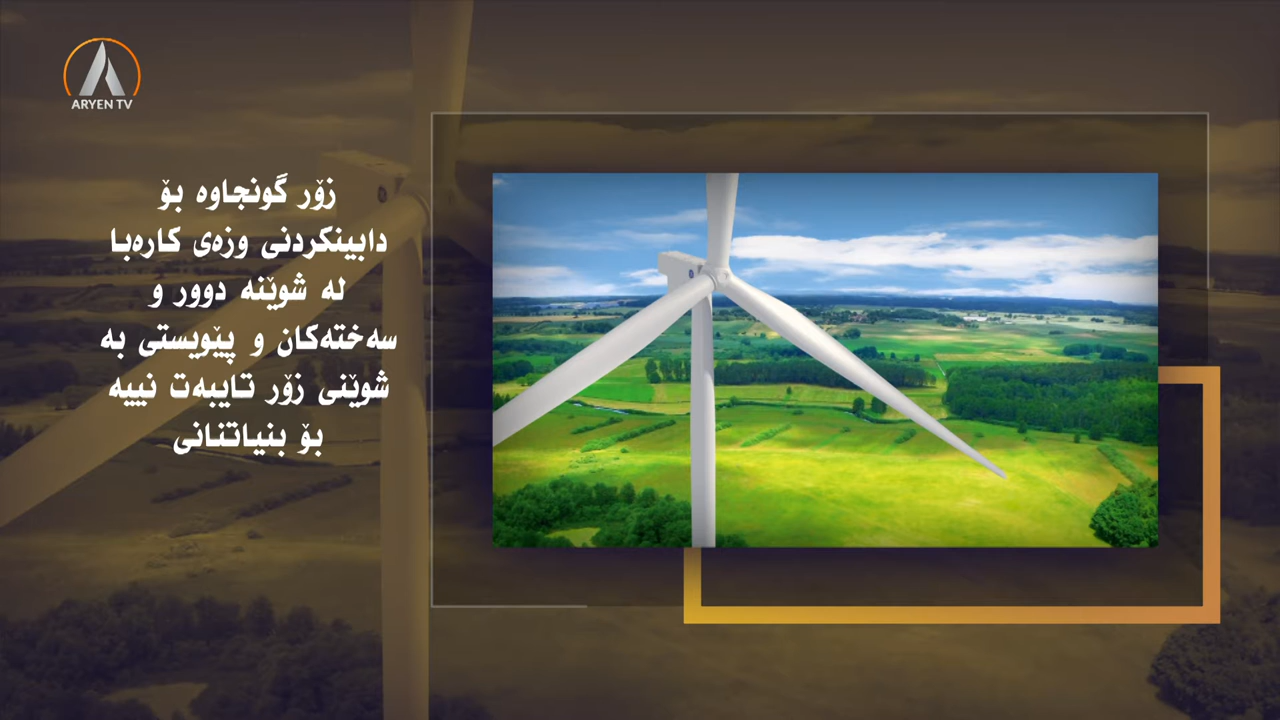 ARYEN TV
زۆر گونجاوە بۆ
دابینکردنی وزەی کارەبا
لە شوێنە دوور و
سەختەکان و پێویستی بە
شوێنی زۆر تایبەت نییە
بۆ بنیاتنانی